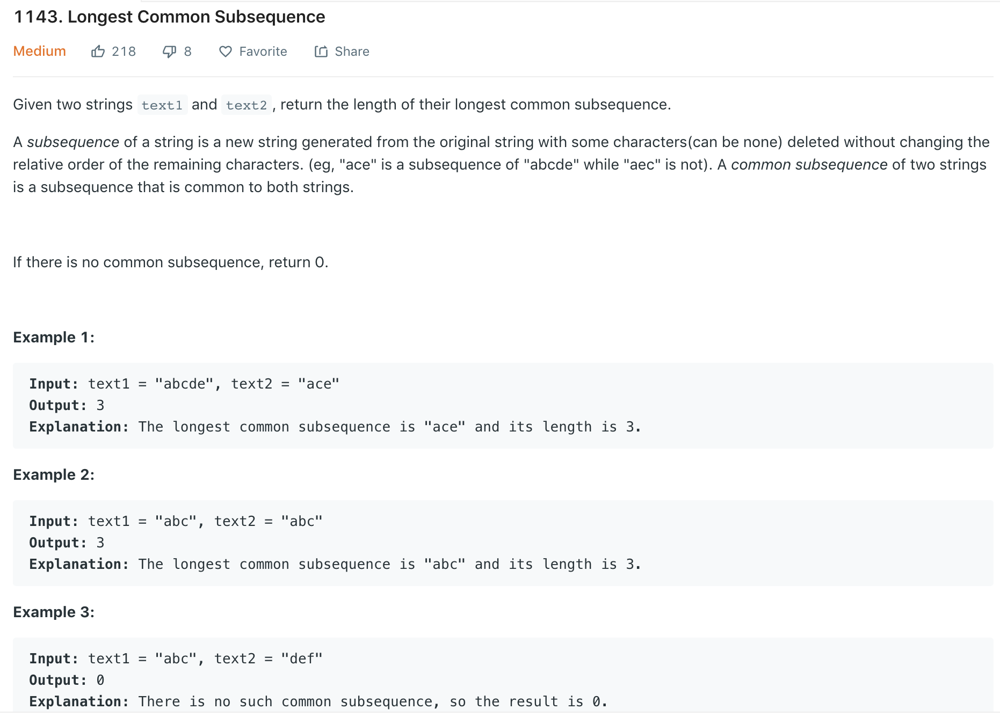 1143. Longest Common Subsequence
Medium 218 8 Favorite Share
Given two strings text1 and text2, return the length of their longest common subsequence.
A subsequence of a string is a new string generated from the original string with some characters(can be none) deleted without changing the
relative order of the remaining characters. (eg, "ace" is a subsequence of "abcde" while "aec" is not). A common subsequence of two strings
is a subsequence that is common to both strings.
If there is no common subsequence, return 0.
Example 1:
Input: text1 = "abcde", text2 = "ace"
Output: 3
Explanation: The longest common subsequence is "ace" and its length is 3.
Example 2:
Input: text1 = "abc", text2 = "abc"
Output: 3
Explanation: The longest common subsequence is "abc" and its length is 3.
Example 3:
Input: text1 = "abc", text2 = "def"
Output: 0
Explanation: There is no such common subsequence, so the result is 0.